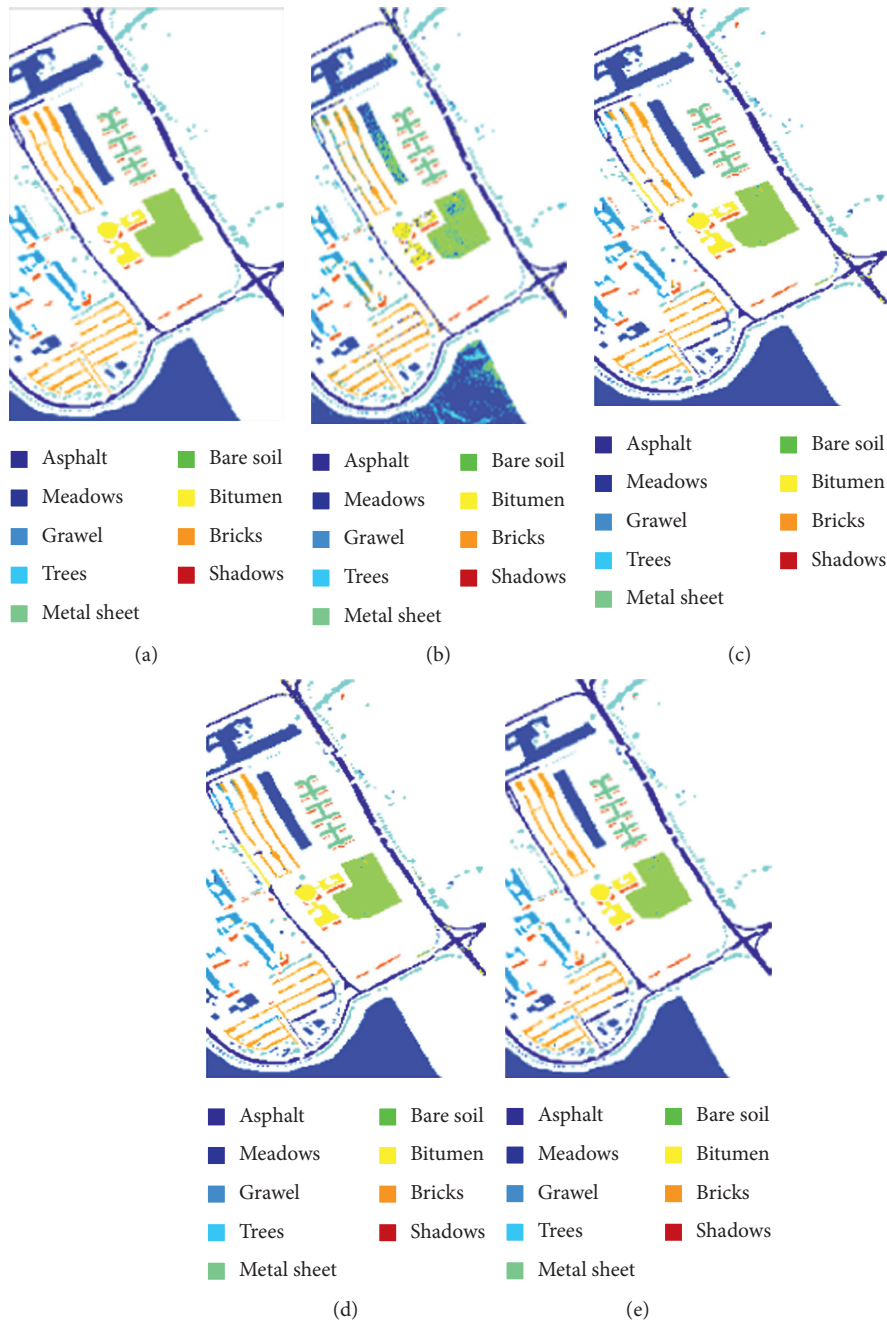 Asphalt Bare soil
Meadows Bitumen
Grawel Bricks
Trees Shadows
Metal sheet
(a)
Asphalt Bare soil
Meadows Bitumen
Grawel Bricks
Trees Shadows
Metal sheet
(b)
Asphalt Bare soil
Meadows Bitumen
Grawel Bricks
Trees Shadows
Metal sheet
(c)
Asphalt Bare soil
Meadows Bitumen
Grawel Bricks
Trees Shadows
Metal sheet
(d)
Asphalt Bare soil
Meadows Bitumen
Grawel Bricks
Trees Shadows
Metal sheet
(e)